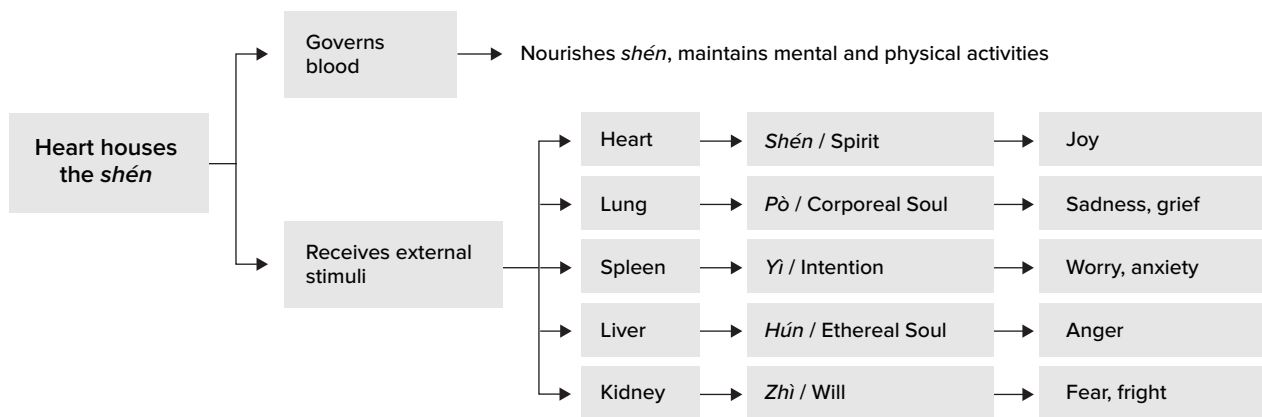 Heart houses
the shén
Governs
blood
Nourishes shén, maintains mental and physical activities
Receives external
stimuli
Heart
Shén / Spirit
Joy
Lung
Pò / Corporeal Soul
Sadness, grief
Spleen
Yì / Intention
Worry, anxiety
Liver
Hún / Ethereal Soul
Anger
Kidney
Zhì / Will
Fear, fright